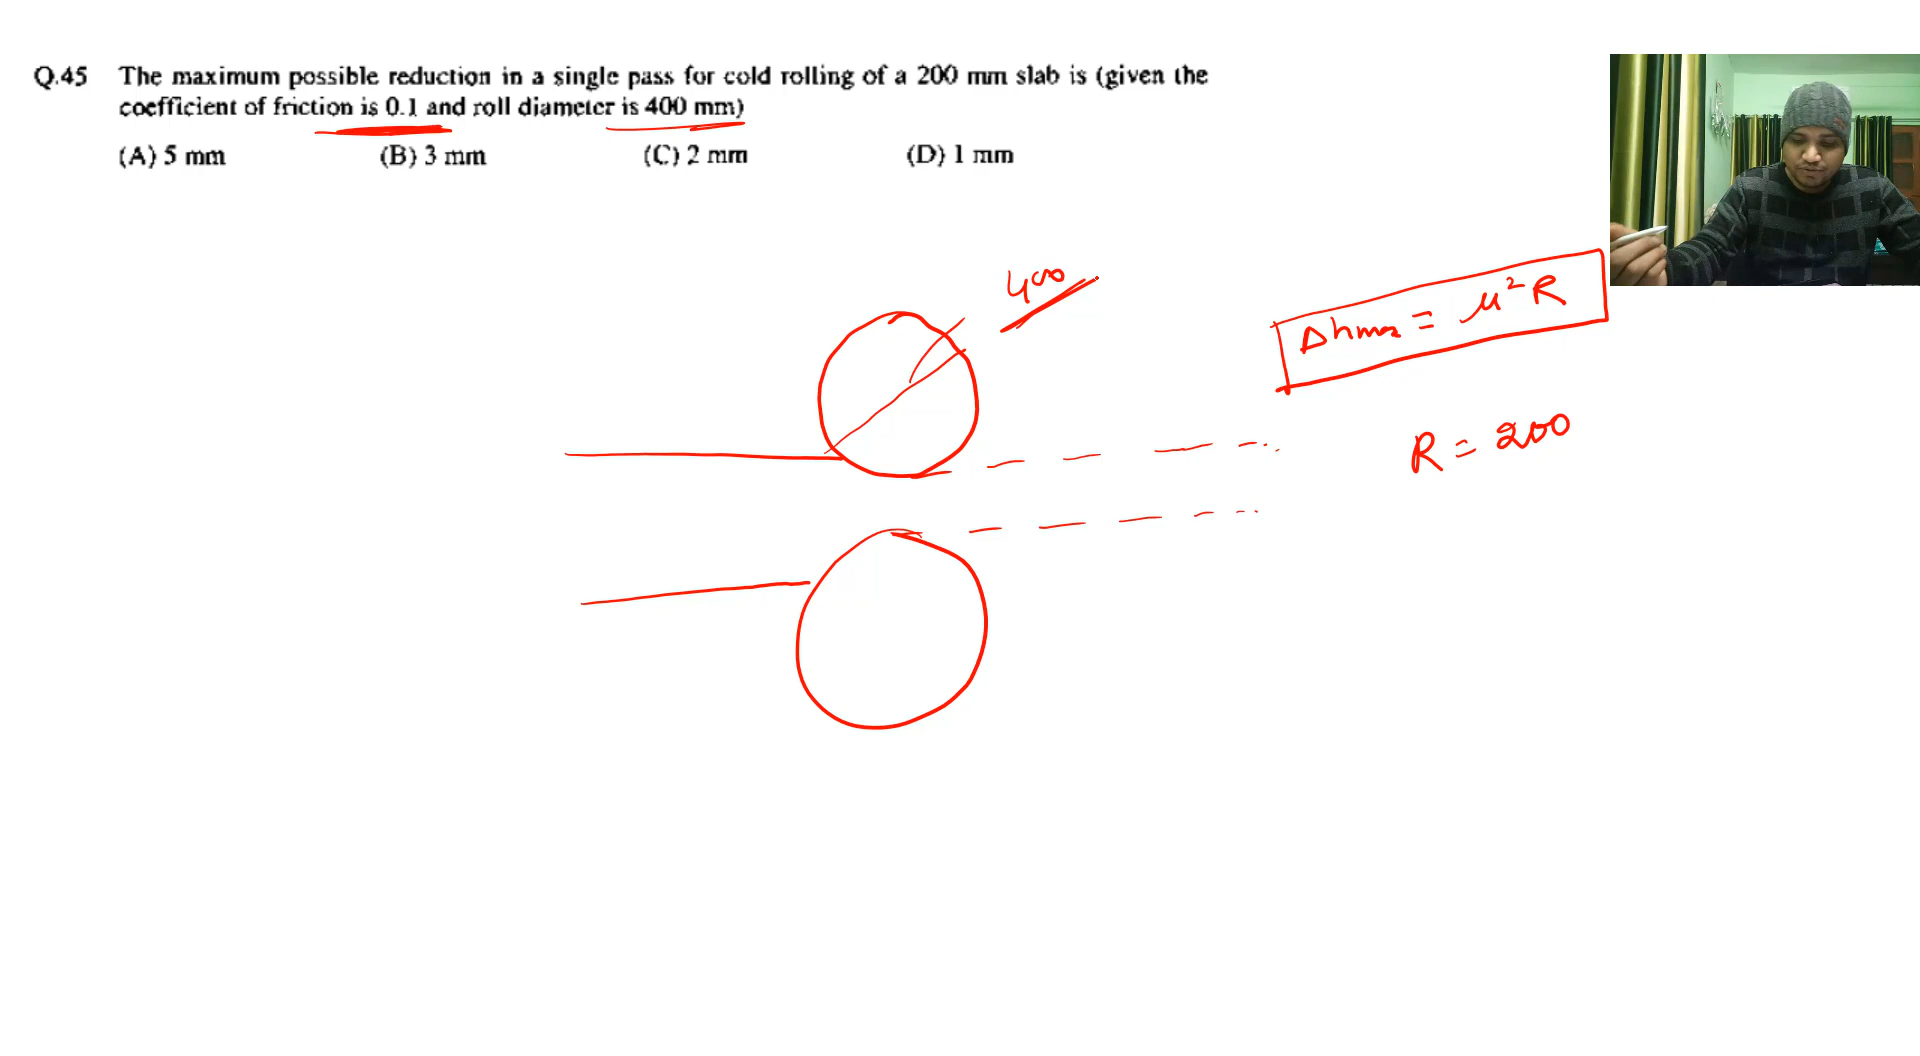 Q.45 The maximum possible reduction in a single pass for cold rolling of a 200 mm slab is (given the
coefficient of friction is 0.1 and roll diameter is 400 mm)
(A) 5 mm (B) 3 mm (C) 2 mm (D) 1 mm
400
Δhmax = μ²R
R = 200